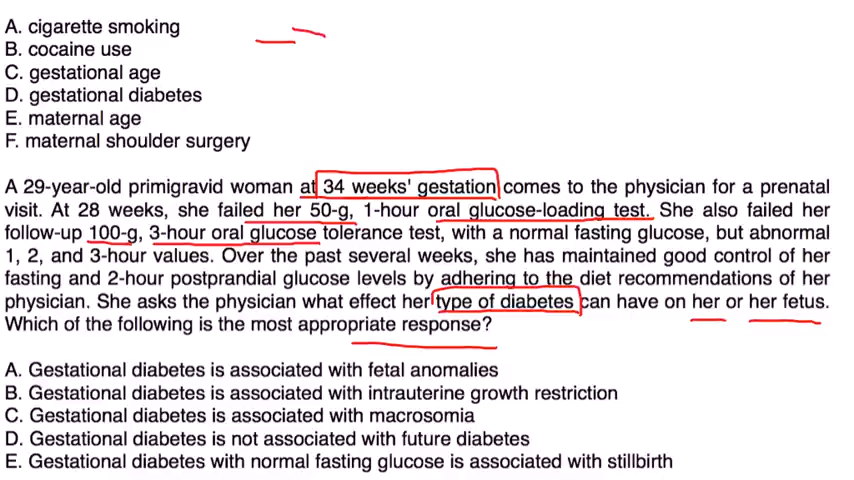 A. cigarette smoking
B. cocaine use
C. gestational age
D. gestational diabetes
E. maternal age
F. maternal shoulder surgery
A 29-year-old primigravid woman at 34 weeks' gestation comes to the physician for a prenatal
visit. At 28 weeks, she failed her 50-g, 1-hour oral glucose-loading test. She also failed her
follow-up 100-g, 3-hour oral glucose tolerance test, with a normal fasting glucose, but abnormal
1, 2, and 3-hour values. Over the past several weeks, she has maintained good control of her
fasting and 2-hour postprandial glucose levels by adhering to the diet recommendations of her
physician. She asks the physician what effect her type of diabetes can have on her or her fetus.
Which of the following is the most appropriate response?
A. Gestational diabetes is associated with fetal anomalies
B. Gestational diabetes is associated with intrauterine growth restriction
C. Gestational diabetes is associated with macrosomia
D. Gestational diabetes is not associated with future diabetes
E. Gestational diabetes with normal fasting glucose is associated with stillbirth